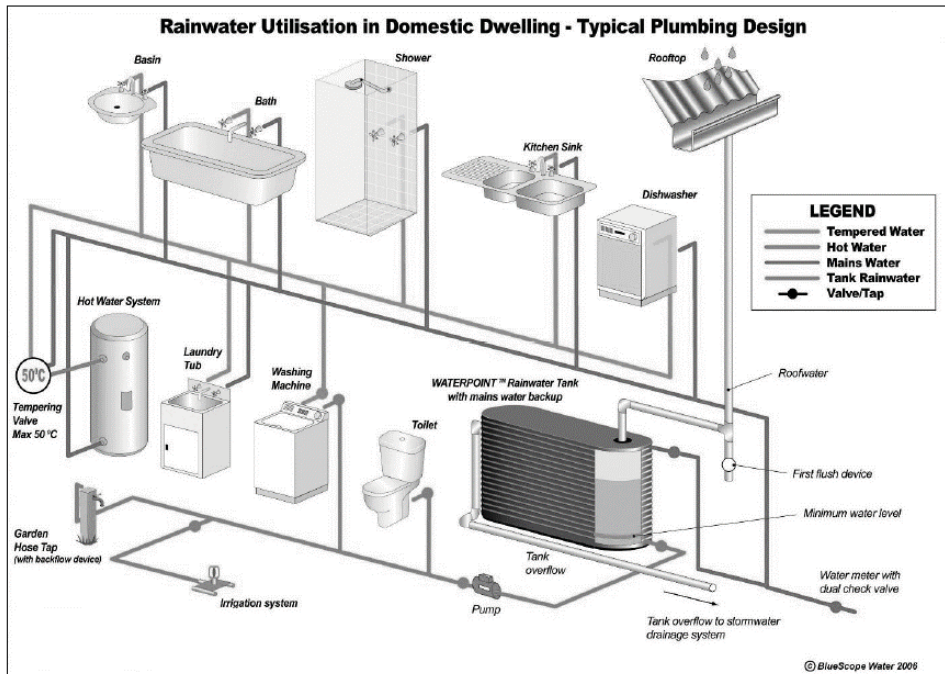 Rainwater Utilisation in Domestic Dwelling - Typical Plumbing Design
Basin
Bath
Shower
Rooftop
Kitchen Sink
Dishwasher
LEGEND
Tempered Water
Hot Water
Mains Water
Tank Rainwater
Valve/Tap
Hot Water System
50°C
Tempering
Valve
Max 50 °C
Laundry
Tub
Washing
Machine
Toilet
WATERPOINT™ Rainwater Tank
with mains water backup
Roofwater
First flush device
Minimum water level
Garden
Hose Tap
(with backflow device)
Irrigation system
Pump
Tank
overflow
Tank overflow to stormwater
drainage system
Water meter with
dual check valve
© BlueScope Water 2006